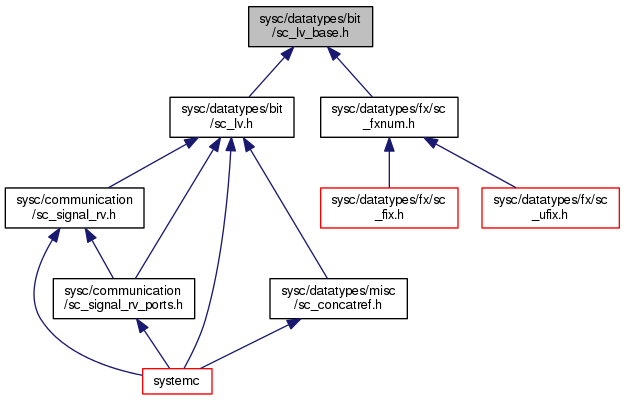 sysc/datatypes/bit
/sc_lv_base.h
sysc/datatypes/bit
/sc_lv.h
sysc/datatypes/fx/sc
_fxnum.h
sysc/communication
/sc_signal_rv.h
sysc/datatypes/fx/sc
_fix.h
sysc/datatypes/fx/sc
_ufix.h
sysc/communication
/sc_signal_rv_ports.h
sysc/datatypes/misc
/sc_concatref.h
systemc